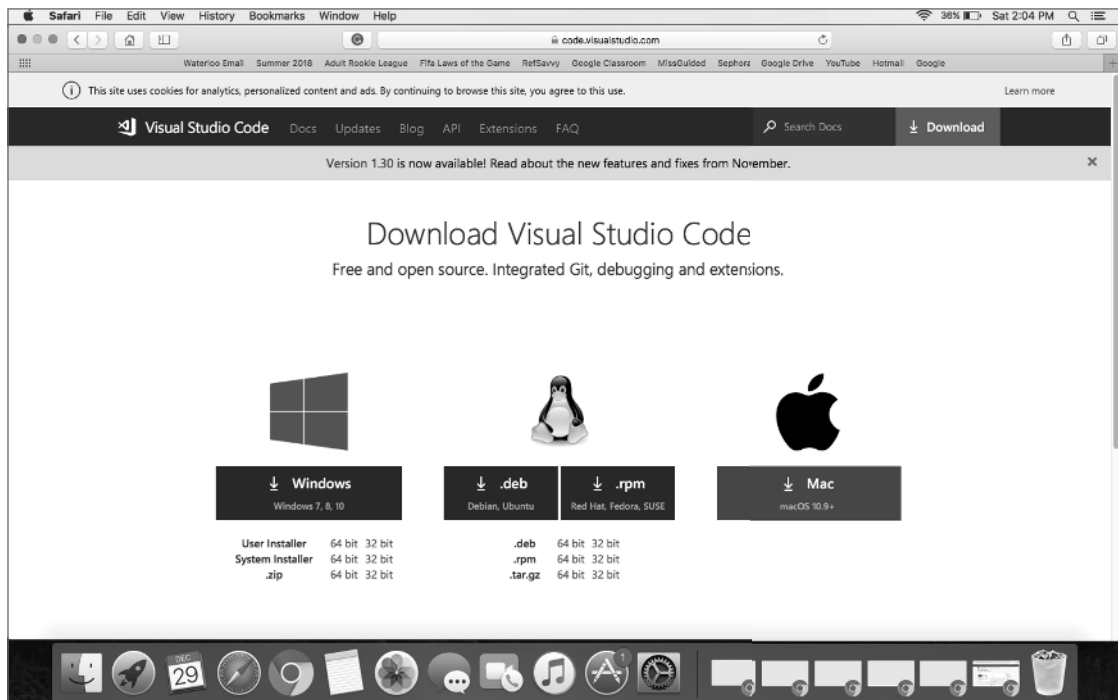 Safari File Edit View History Bookmarks Window Help 36% Sat 2:04 PM
code.visualstudio.com
Waterloo Email Summer 2018 Adult Rookie League Fifa Laws of the Game RefSavvy Google Classroom MissGuided Sephora Google Drive YouTube Hotmail Google
This site uses cookies for analytics, personalized content and ads. By continuing to browse this site, you agree to this use. Learn more
Visual Studio Code Docs Updates Blog API Extensions FAQ Search Docs Download
Version 1.30 is now available! Read about the new features and fixes from November.
Download Visual Studio Code
Free and open source. Integrated Git, debugging and extensions.
Windows .deb .rpm Mac
Windows 7, 8, 10 Debian, Ubuntu Red Hat, Fedora, SUSE macOS 10.9+
User Installer 64 bit 32 bit .deb 64 bit 32 bit
System Installer 64 bit 32 bit .rpm 64 bit 32 bit
.zip 64 bit 32 bit .tar.gz 64 bit 32 bit
DEC 1
29